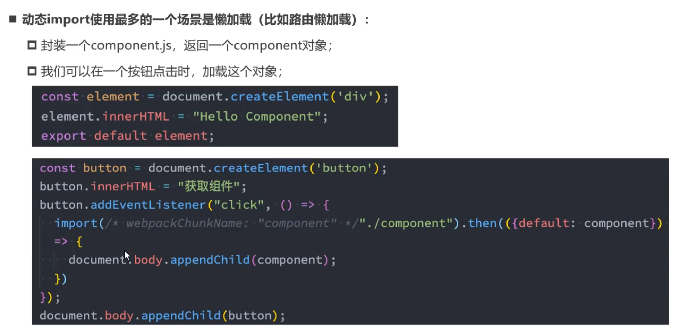 动态import使用最多的一个场景是懒加载（比如路由懒加载）：
封装一个component.js，返回一个component对象；
我们可以在一个按钮点击时，加载这个对象；
const element = document.createElement('div');
element.innerHTML = "Hello Component";
export default element;
const button = document.createElement('button');
button.innerHTML = "获取组件";
button.addEventListener("click", () => {
import(/* webpackChunkName: "component" */"./component").then(({default: component})
=> {
document.body.appendChild(component);
})
});
document.body.appendChild(button);